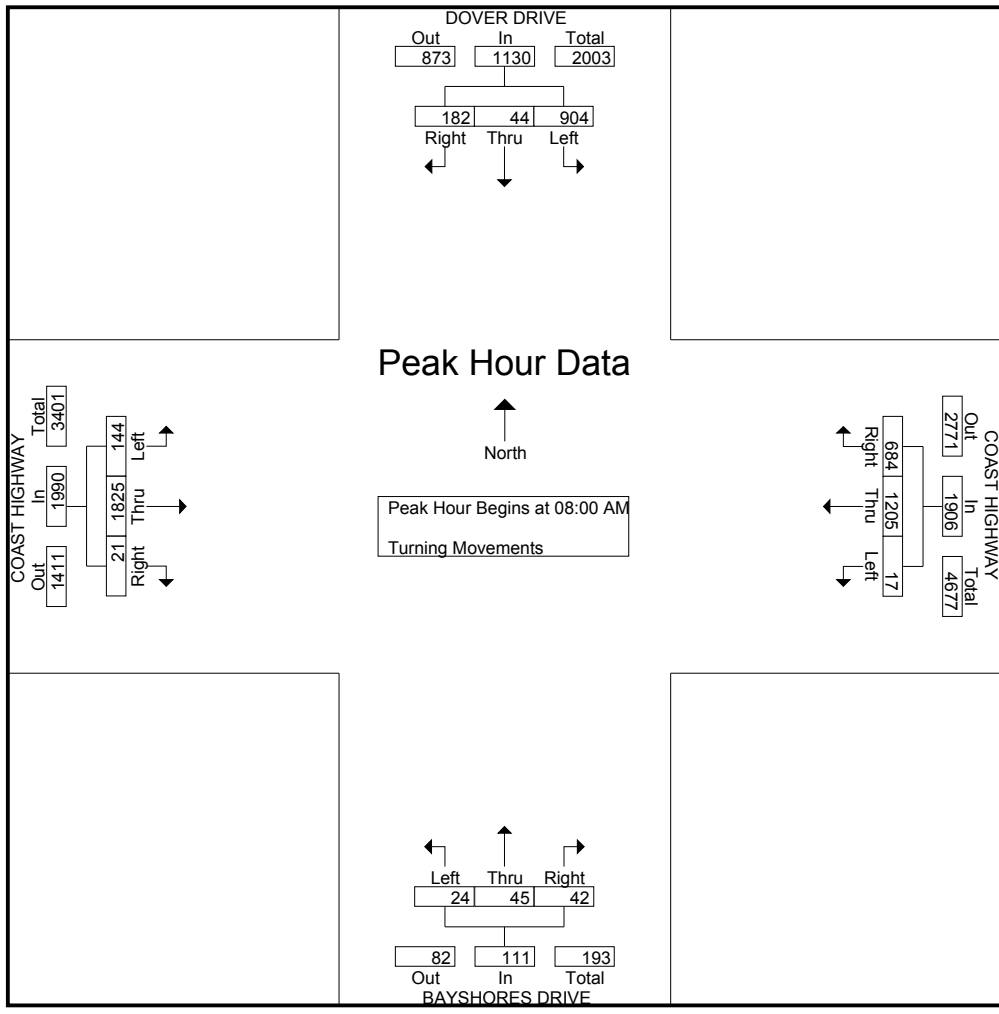 DOVER DRIVE
Out In Total
873 1130 2003
182 44 904
Right Thru Left
Peak Hour Data
North
Peak Hour Begins at 08:00 AM
Turning Movements
COAST HIGHWAY
Out In Total
1411 1990 3401
21 1825 144
Right Thru Left
COAST HIGHWAY
Out In Total
2771 1906 4677
684 1205 17
Right Thru Left
Left Thru Right
24 45 42
82 111 193
Out In Total
BAYSHORES DRIVE